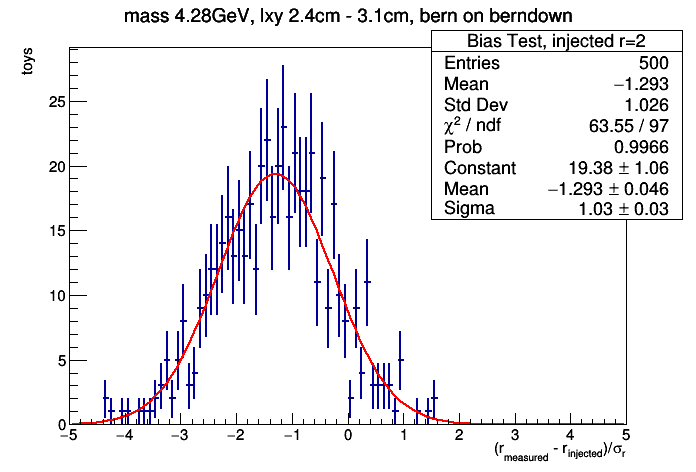 mass 4.28GeV, lxy 2.4cm - 3.1cm, bern on berndown
Bias Test, injected r=2
Entries 500
Mean −1.293
Std Dev 1.026
χ² / ndf 63.55 / 97
Prob 0.9966
Constant 19.38 ± 1.06
Mean −1.293 ± 0.046
Sigma 1.03 ± 0.03
toys
25
20
15
10
5
0
−5 −4 −3 −2 −1 0 1 2 3 4 5
(r_measured - r_injected)/σ_r